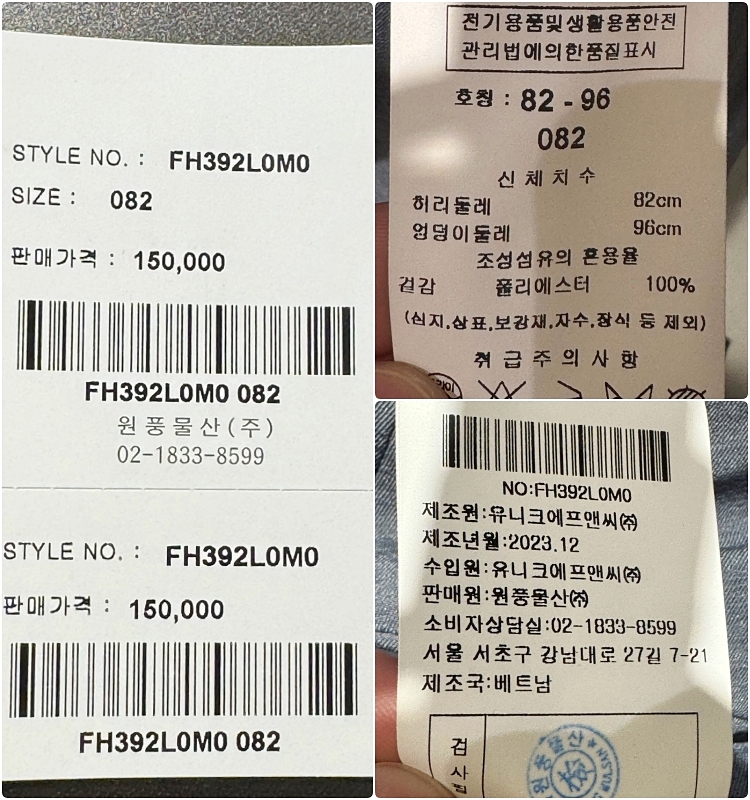 STYLE NO. : FH392L0M0
SIZE : 082
판매가격 : 150,000
FH392L0M0 082
원풍물산(주)
02-1833-8599
STYLE NO. : FH392L0M0
판매가격 : 150,000
FH392L0M0 082
전기용품및생활용품안전
관리법에의한품질표시
호칭 : 82 - 96
082
신체치수
허리둘레 82cm
엉덩이둘레 96cm
조성섬유의 혼용율
겉감 폴리에스터 100%
(심지,상표,보강재,자수,장식 등 제외)
취급주의사항
NO:FH392L0M0
제조원:유니크에프앤씨㈜
제조년월:2023.12
수입원:유니크에프앤씨㈜
판매원:원풍물산㈜
소비자상담실:02-1833-8599
서울 서초구 강남대로 27길 7-21
제조국:베트남
검사
원풍물산